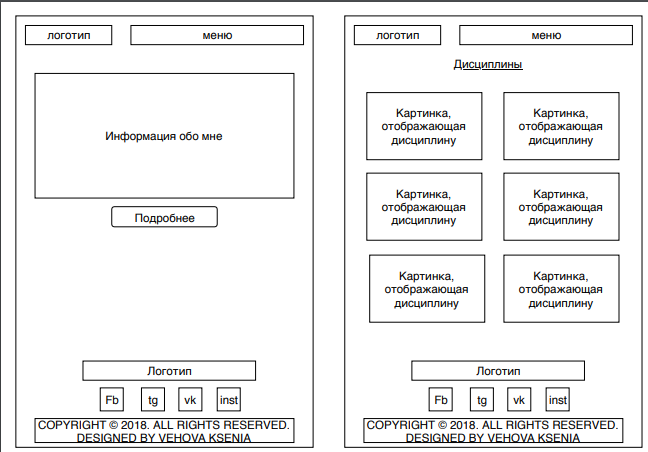 логотип
меню
Информация обо мне
Подробнее
Логотип
Fb
tg
vk
inst
COPYRIGHT © 2018. ALL RIGHTS RESERVED.
DESIGNED BY VEHOVA KSENIA
логотип
меню
Дисциплины
Картинка,
отображающая
дисциплину
Картинка,
отображающая
дисциплину
Картинка,
отображающая
дисциплину
Картинка,
отображающая
дисциплину
Картинка,
отображающая
дисциплину
Картинка,
отображающая
дисциплину
Логотип
Fb
tg
vk
inst
COPYRIGHT © 2018. ALL RIGHTS RESERVED.
DESIGNED BY VEHOVA KSENIA